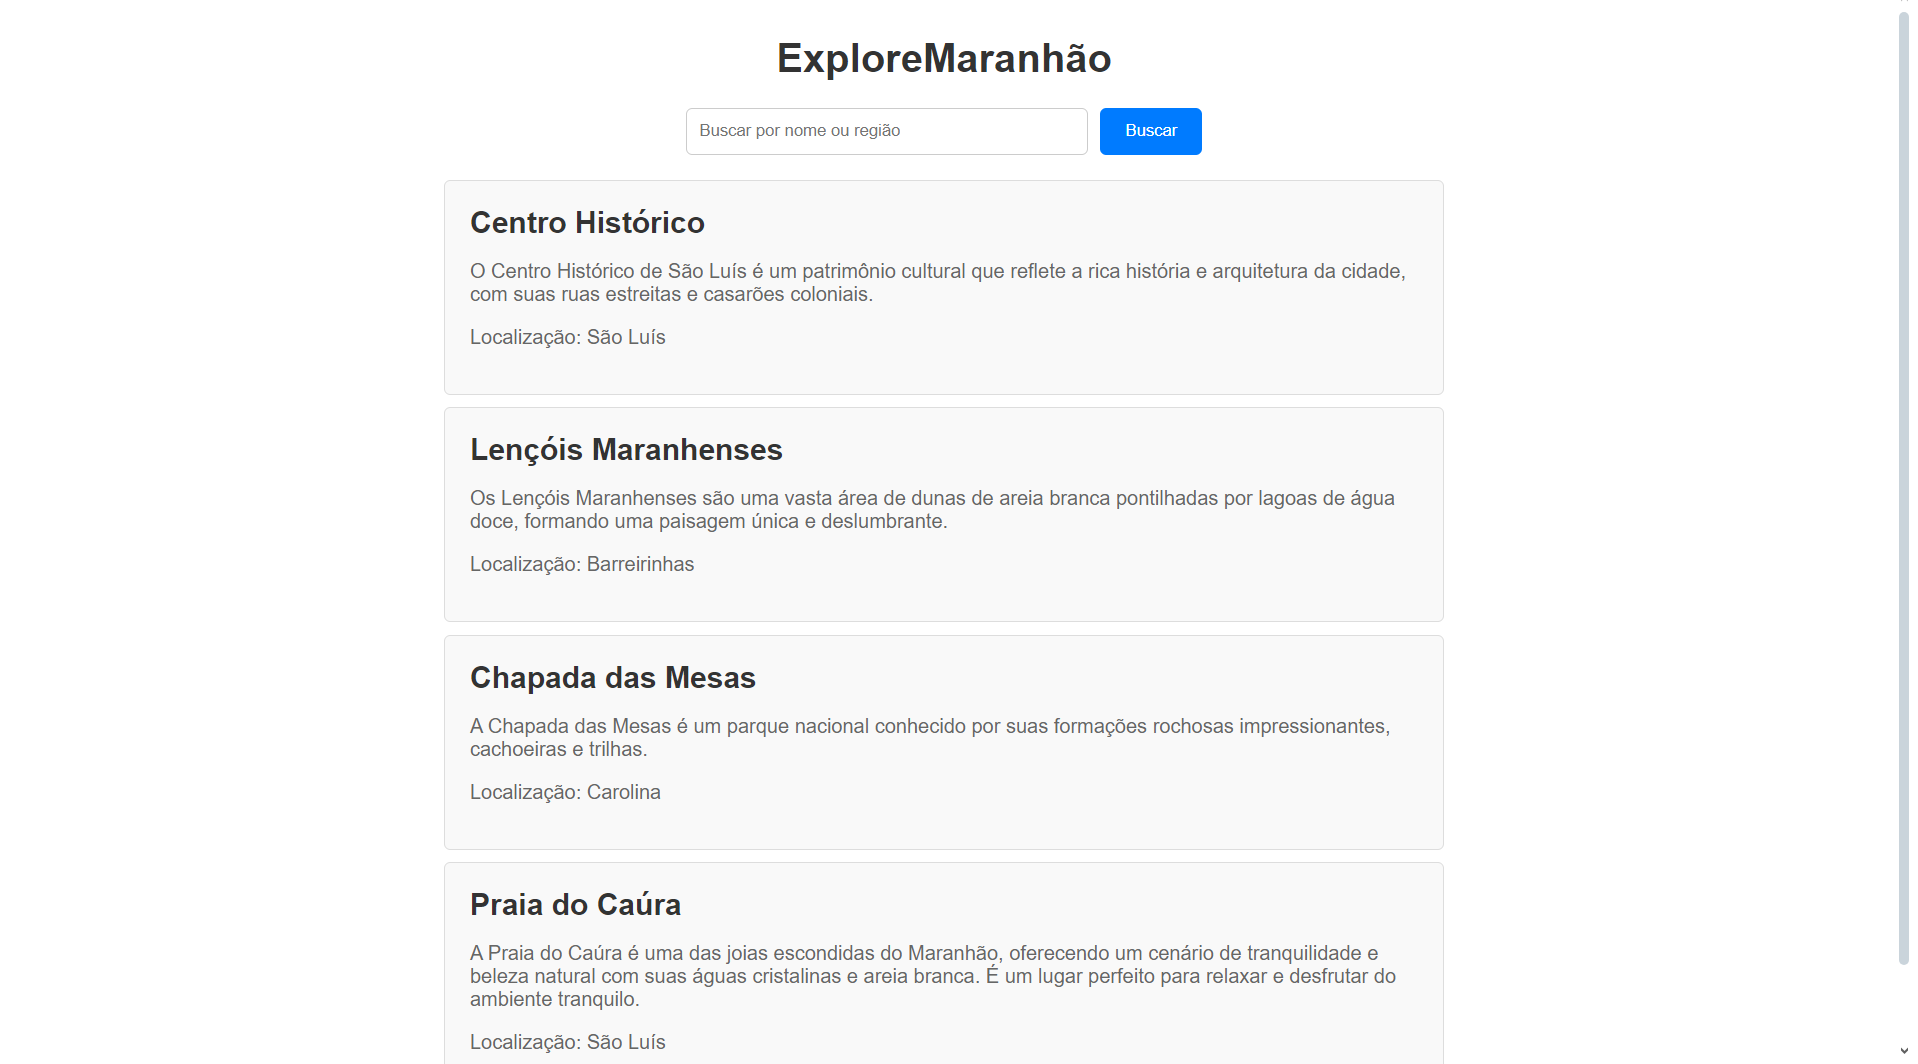 ExploreMaranhão
Buscar por nome ou região
Buscar
Centro Histórico
O Centro Histórico de São Luís é um patrimônio cultural que reflete a rica história e arquitetura da cidade,
com suas ruas estreitas e casarões coloniais.
Localização: São Luís
Lençóis Maranhenses
Os Lençóis Maranhenses são uma vasta área de dunas de areia branca pontilhadas por lagoas de água
doce, formando uma paisagem única e deslumbrante.
Localização: Barreirinhas
Chapada das Mesas
A Chapada das Mesas é um parque nacional conhecido por suas formações rochosas impressionantes,
cachoeiras e trilhas.
Localização: Carolina
Praia do Caúra
A Praia do Caúra é uma das joias escondidas do Maranhão, oferecendo um cenário de tranquilidade e
beleza natural com suas águas cristalinas e areia branca. É um lugar perfeito para relaxar e desfrutar do
ambiente tranquilo.
Localização: São Luís